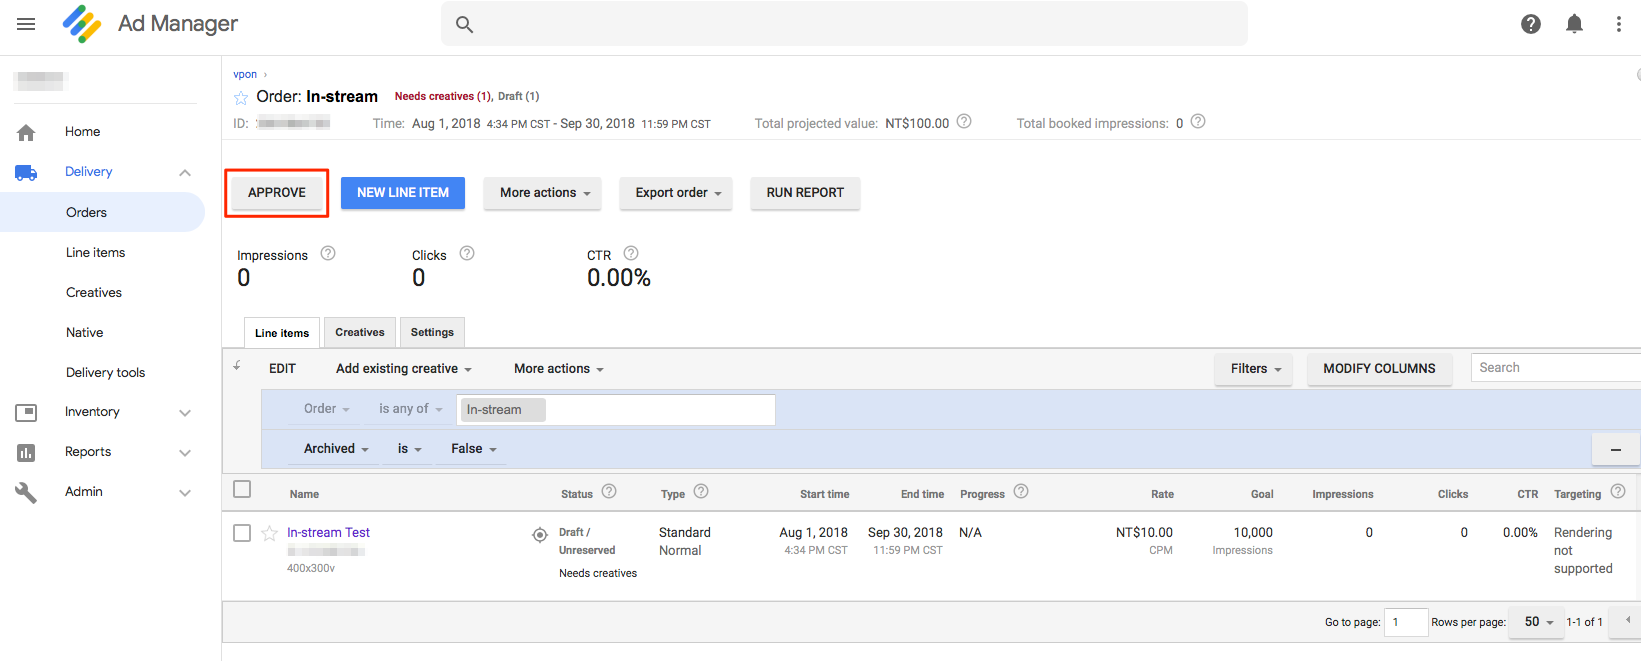 Ad Manager
vpon ›
Order: In-stream Needs creatives (1), Draft (1)
ID: Time: Aug 1, 2018 4:34 PM CST - Sep 30, 2018 11:59 PM CST Total projected value: NT$100.00 Total booked impressions: 0
Home
Delivery
Orders
Line items
Creatives
Native
Delivery tools
Inventory
Reports
Admin
APPROVE NEW LINE ITEM More actions Export order RUN REPORT
Impressions Clicks CTR
0 0 0.00%
Line items Creatives Settings
EDIT Add existing creative More actions Filters MODIFY COLUMNS Search
Order is any of In-stream
Archived is False
Name Status Type Start time End time Progress Rate Goal Impressions Clicks CTR Targeting
In-stream Test Draft / Standard Aug 1, 2018 Sep 30, 2018 N/A NT$10.00 10,000 0 0 0.00% Rendering
Unreserved Normal 4:34 PM CST 11:59 PM CST CPM Impressions not
400x300v Needs creatives supported
Go to page: 1 Rows per page: 50 1-1 of 1